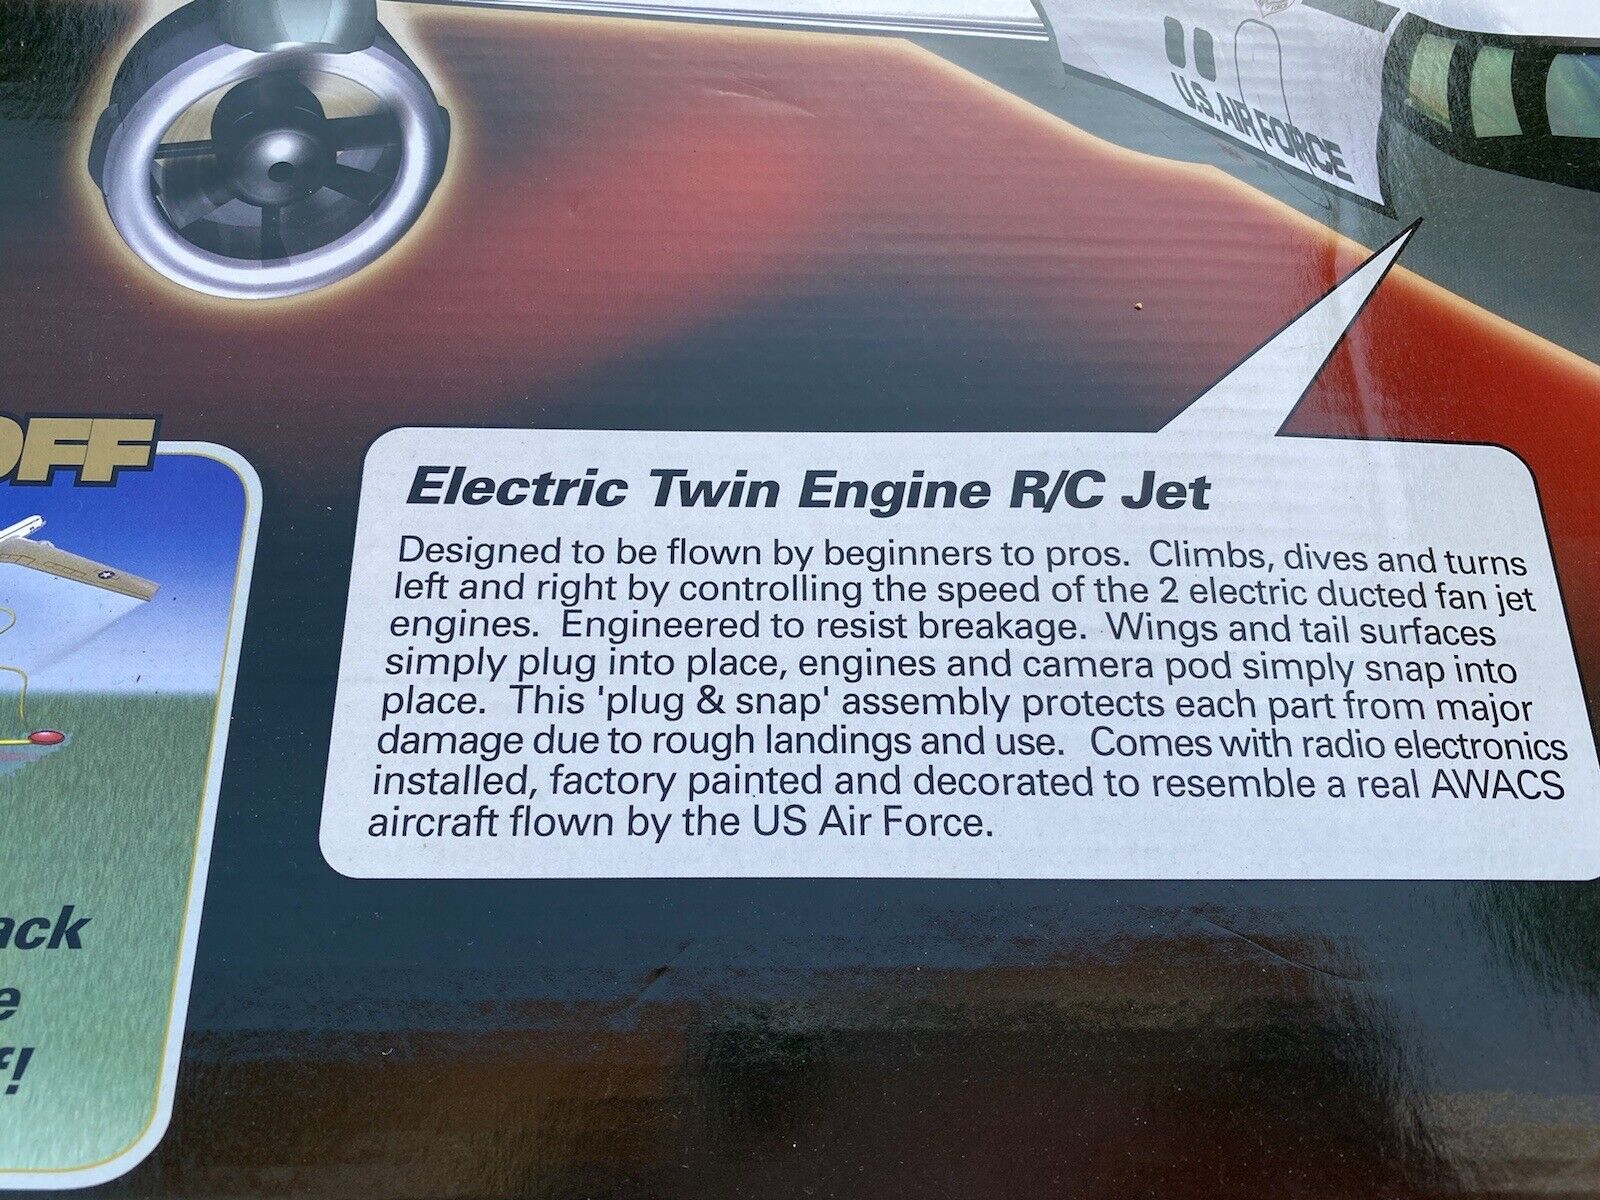 U.S. AIR FORCE
OFF
Electric Twin Engine R/C Jet
Designed to be flown by beginners to pros. Climbs, dives and turns
left and right by controlling the speed of the 2 electric ducted fan jet
engines. Engineered to resist breakage. Wings and tail surfaces
simply plug into place, engines and camera pod simply snap into
place. This 'plug & snap' assembly protects each part from major
damage due to rough landings and use. Comes with radio electronics
installed, factory painted and decorated to resemble a real AWACS
aircraft flown by the US Air Force.
ack
e
f!